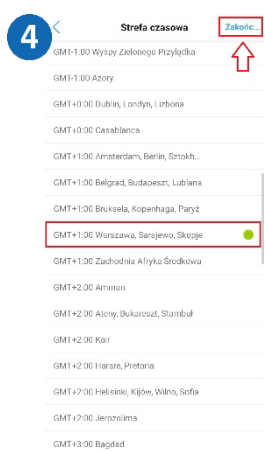 4
Strefa czasowa
Zakońc...
GMT-1:00 Wyspy Zielonego Przylądka
GMT-1:00 Azory
GMT+0:00 Dublin, Londyn, Lizbona
GMT+0:00 Casablanca
GMT+1:00 Amsterdam, Berlin, Sztokh...
GMT+1:00 Belgrad, Budapeszt, Lublana
GMT+1:00 Bruksela, Kopenhaga, Paryż
GMT+1:00 Warszawa, Sarajewo, Skopje
GMT+1:00 Zachodnia Afryka Środkowa
GMT+2:00 Amman
GMT+2:00 Ateny, Bukareszt, Stambuł
GMT+2:00 Kair
GMT+2:00 Harare, Pretoria
GMT+2:00 Helsinki, Kijów, Wilno, Sofia
GMT+2:00 Jerozolima
GMT+3:00 Bagdad